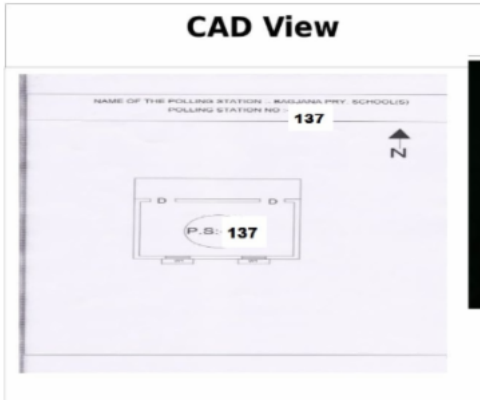 CAD View
NAME OF THE POLLING STATION :- BAGJANA PRY. SCHOOL(S)
POLLING STATION NO :- 137
N
D D
P.S:- 137